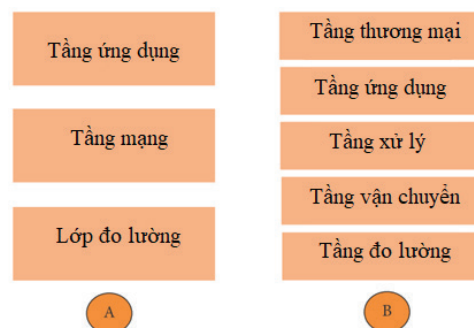 Tầng ứng dụng
Tầng mạng
Lớp đo lường
A
Tầng thương mại
Tầng ứng dụng
Tầng xử lý
Tầng vận chuyển
Tầng đo lường
B